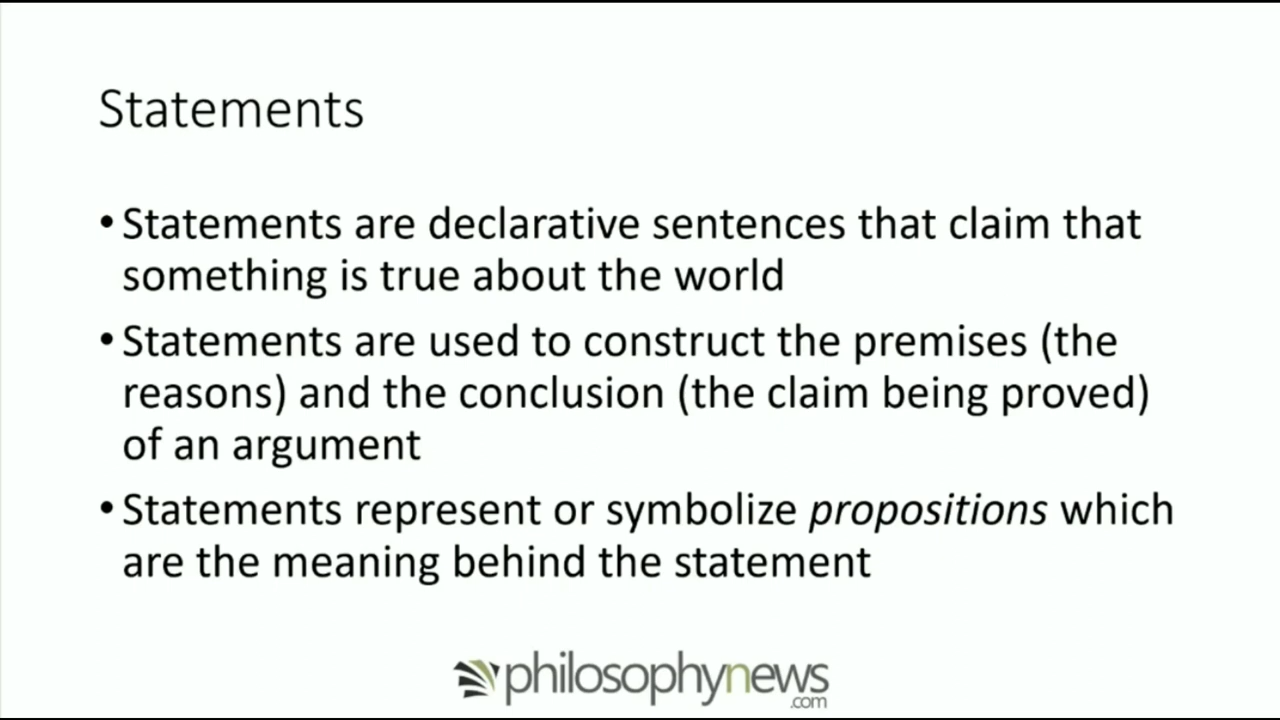 Statements
• Statements are declarative sentences that claim that
something is true about the world
• Statements are used to construct the premises (the
reasons) and the conclusion (the claim being proved)
of an argument
• Statements represent or symbolize propositions which
are the meaning behind the statement
philosophynews
.com